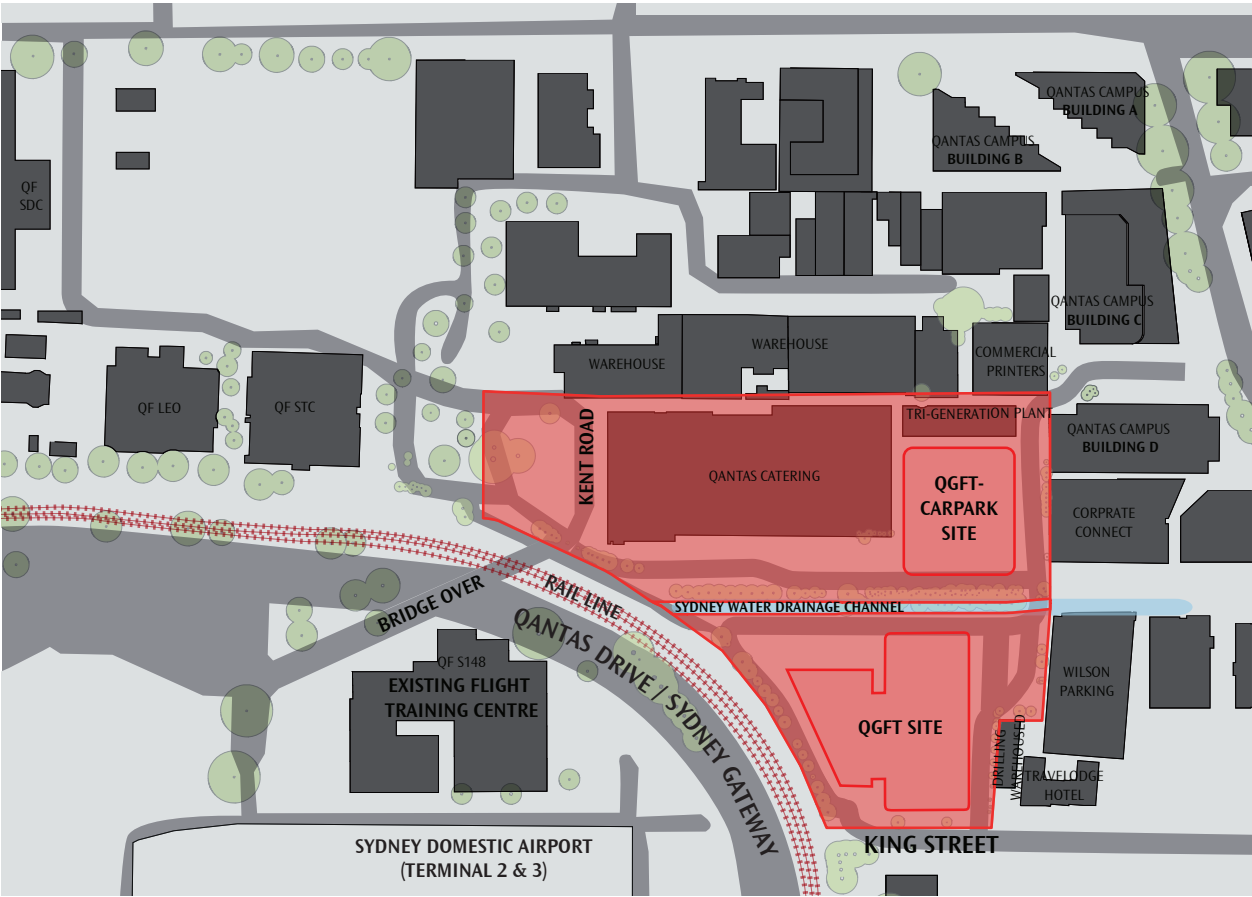 QANTAS CAMPUS
BUILDING A
QANTAS CAMPUS
BUILDING B
QF
SDC
QANTAS CAMPUS
BUILDING C
WAREHOUSE
WAREHOUSE
COMMERCIAL
PRINTERS
QF LEO
QF STC
KENT ROAD
TRI-GENERATION PLANT
QANTAS CAMPUS
BUILDING D
QANTAS CATERING
QGFT-
CARPARK
SITE
CORPRATE
CONNECT
RAIL LINE
BRIDGE OVER
SYDNEY WATER DRAINAGE CHANNEL
QANTAS DRIVE / SYDNEY GATEWAY
QF S148
EXISTING FLIGHT
TRAINING CENTRE
WILSON
PARKING
QGFT SITE
DRILLING
WAREHOUSED
TRAVELODGE
HOTEL
KING STREET
SYDNEY DOMESTIC AIRPORT
(TERMINAL 2 & 3)